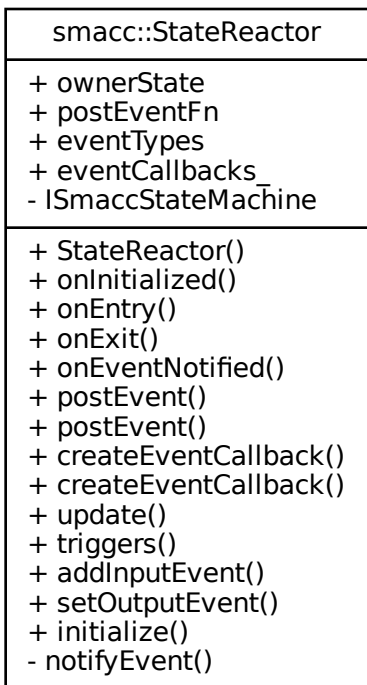 smacc::StateReactor
+ ownerState
+ postEventFn
+ eventTypes
+ eventCallbacks_
- ISmaccStateMachine
+ StateReactor()
+ onInitialized()
+ onEntry()
+ onExit()
+ onEventNotified()
+ postEvent()
+ postEvent()
+ createEventCallback()
+ createEventCallback()
+ update()
+ triggers()
+ addInputEvent()
+ setOutputEvent()
+ initialize()
- notifyEvent()